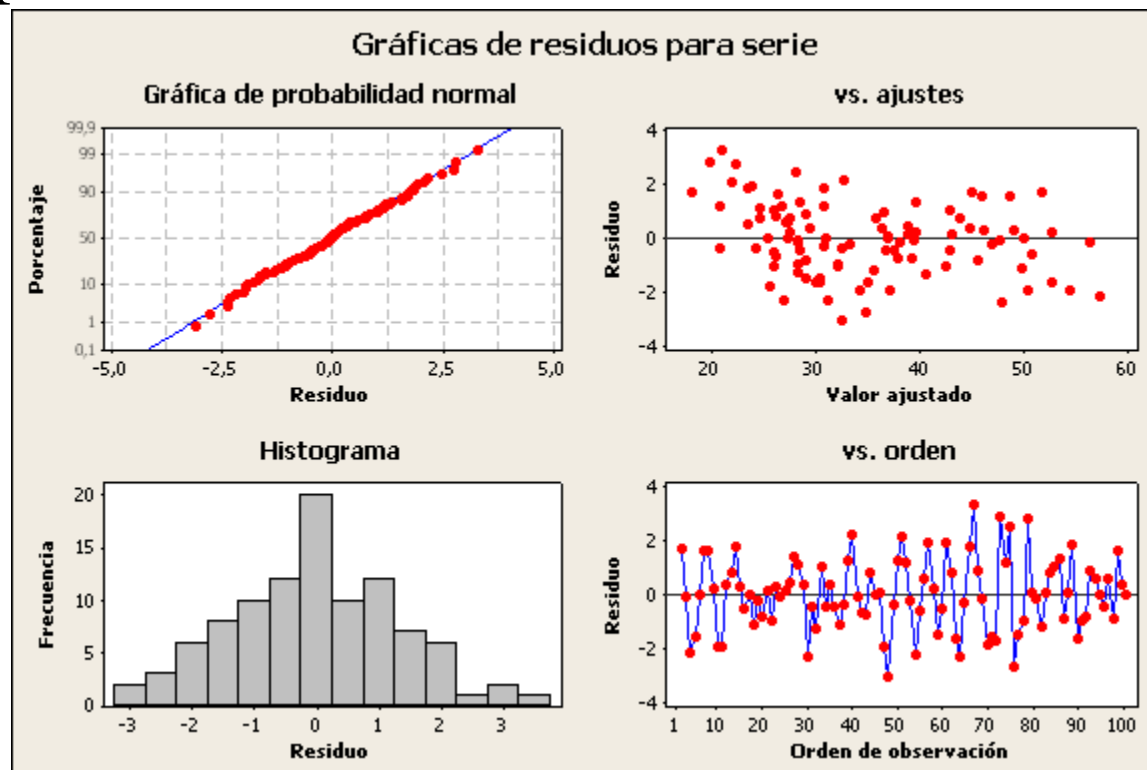 Gráficas de residuos para serie
Gráfica de probabilidad normal
99,9
99
90
50
10
1
0,1
Porcentaje
-5,0 -2,5 0,0 2,5 5,0
Residuo
vs. ajustes
4
2
0
-2
-4
Residuo
20 30 40 50 60
Valor ajustado
Histograma
20
15
10
5
0
Frecuencia
-3 -2 -1 0 1 2 3
Residuo
vs. orden
4
2
0
-2
-4
Residuo
1 10 20 30 40 50 60 70 80 90 100
Orden de observación